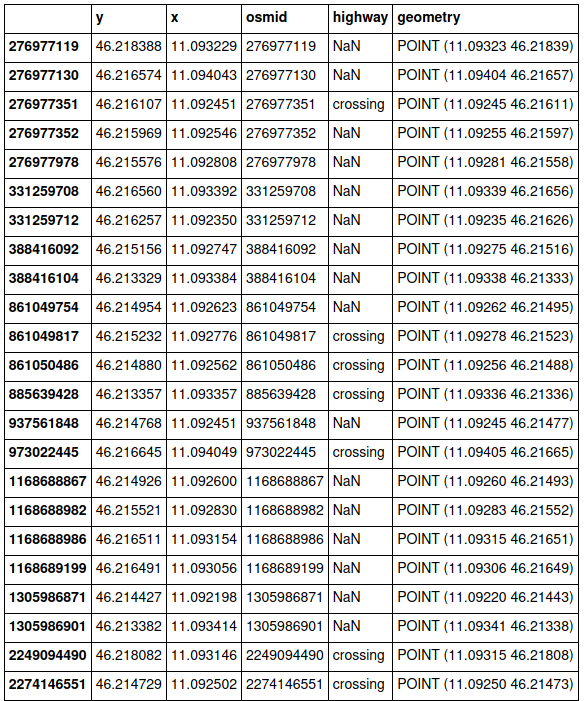 y x osmid highway geometry
276977119 46.218388 11.093229 276977119 NaN POINT (11.09323 46.21839)
276977130 46.216574 11.094043 276977130 NaN POINT (11.09404 46.21657)
276977351 46.216107 11.092451 276977351 crossing POINT (11.09245 46.21611)
276977352 46.215969 11.092546 276977352 NaN POINT (11.09255 46.21597)
276977978 46.215576 11.092808 276977978 NaN POINT (11.09281 46.21558)
331259708 46.216560 11.093392 331259708 NaN POINT (11.09339 46.21656)
331259712 46.216257 11.092350 331259712 NaN POINT (11.09235 46.21626)
388416092 46.215156 11.092747 388416092 NaN POINT (11.09275 46.21516)
388416104 46.213329 11.093384 388416104 NaN POINT (11.09338 46.21333)
861049754 46.214954 11.092623 861049754 NaN POINT (11.09262 46.21495)
861049817 46.215232 11.092776 861049817 crossing POINT (11.09278 46.21523)
861050486 46.214880 11.092562 861050486 crossing POINT (11.09256 46.21488)
885639428 46.213357 11.093357 885639428 crossing POINT (11.09336 46.21336)
937561848 46.214768 11.092451 937561848 NaN POINT (11.09245 46.21477)
973022445 46.216645 11.094049 973022445 crossing POINT (11.09405 46.21665)
1168688867 46.214926 11.092600 1168688867 NaN POINT (11.09260 46.21493)
1168688982 46.215521 11.092830 1168688982 NaN POINT (11.09283 46.21552)
1168688986 46.216511 11.093154 1168688986 NaN POINT (11.09315 46.21651)
1168689199 46.216491 11.093056 1168689199 NaN POINT (11.09306 46.21649)
1305986871 46.214427 11.092198 1305986871 NaN POINT (11.09220 46.21443)
1305986901 46.213382 11.093414 1305986901 NaN POINT (11.09341 46.21338)
2249094490 46.218082 11.093146 2249094490 crossing POINT (11.09315 46.21808)
2274146551 46.214729 11.092502 2274146551 crossing POINT (11.09250 46.21473)